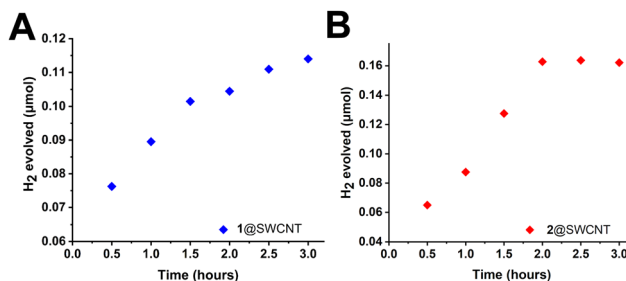 A
H2 evolved (μmol)
0.12
0.11
0.10
0.09
0.08
0.07
0.06
0.0 0.5 1.0 1.5 2.0 2.5 3.0
Time (hours)
1@SWCNT
B
H2 evolved (μmol)
0.16
0.14
0.12
0.10
0.08
0.06
0.04
0.0 0.5 1.0 1.5 2.0 2.5 3.0
Time (hours)
2@SWCNT